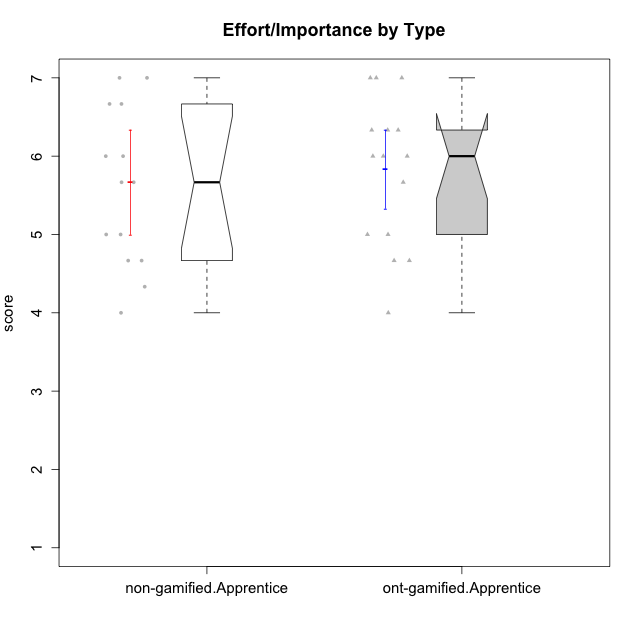 Effort/Importance by Type
score
7
6
5
4
3
2
1
non-gamified.Apprentice
ont-gamified.Apprentice